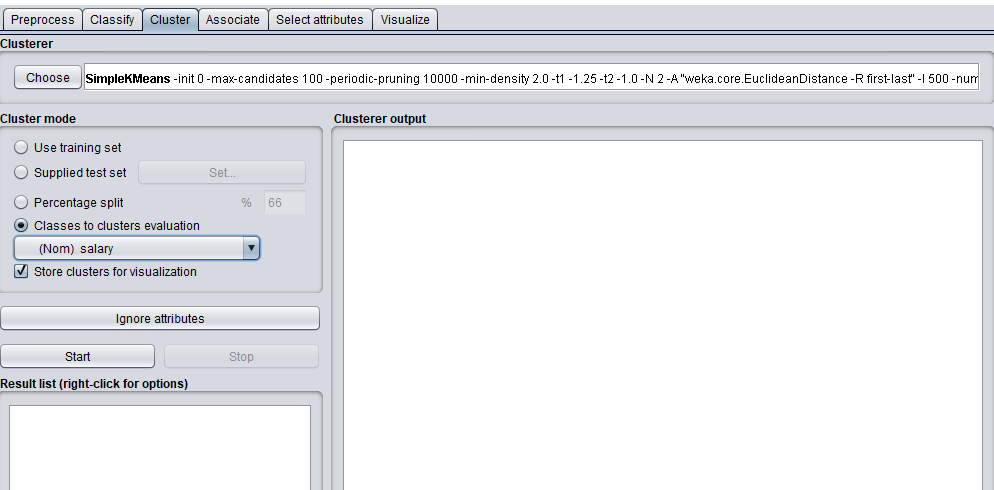 Preprocess Classify Cluster Associate Select attributes Visualize
Clusterer
Choose SimpleKMeans -init 0 -max-candidates 100 -periodic-pruning 10000 -min-density 2.0 -t1 -1.25 -t2 -1.0 -N 2 -A "weka.core.EuclideanDistance -R first-last" -I 500 -num
Cluster mode
Use training set
Supplied test set Set...
Percentage split % 66
Classes to clusters evaluation
(Nom) salary
Store clusters for visualization
Ignore attributes
Start Stop
Result list (right-click for options)
Clusterer output